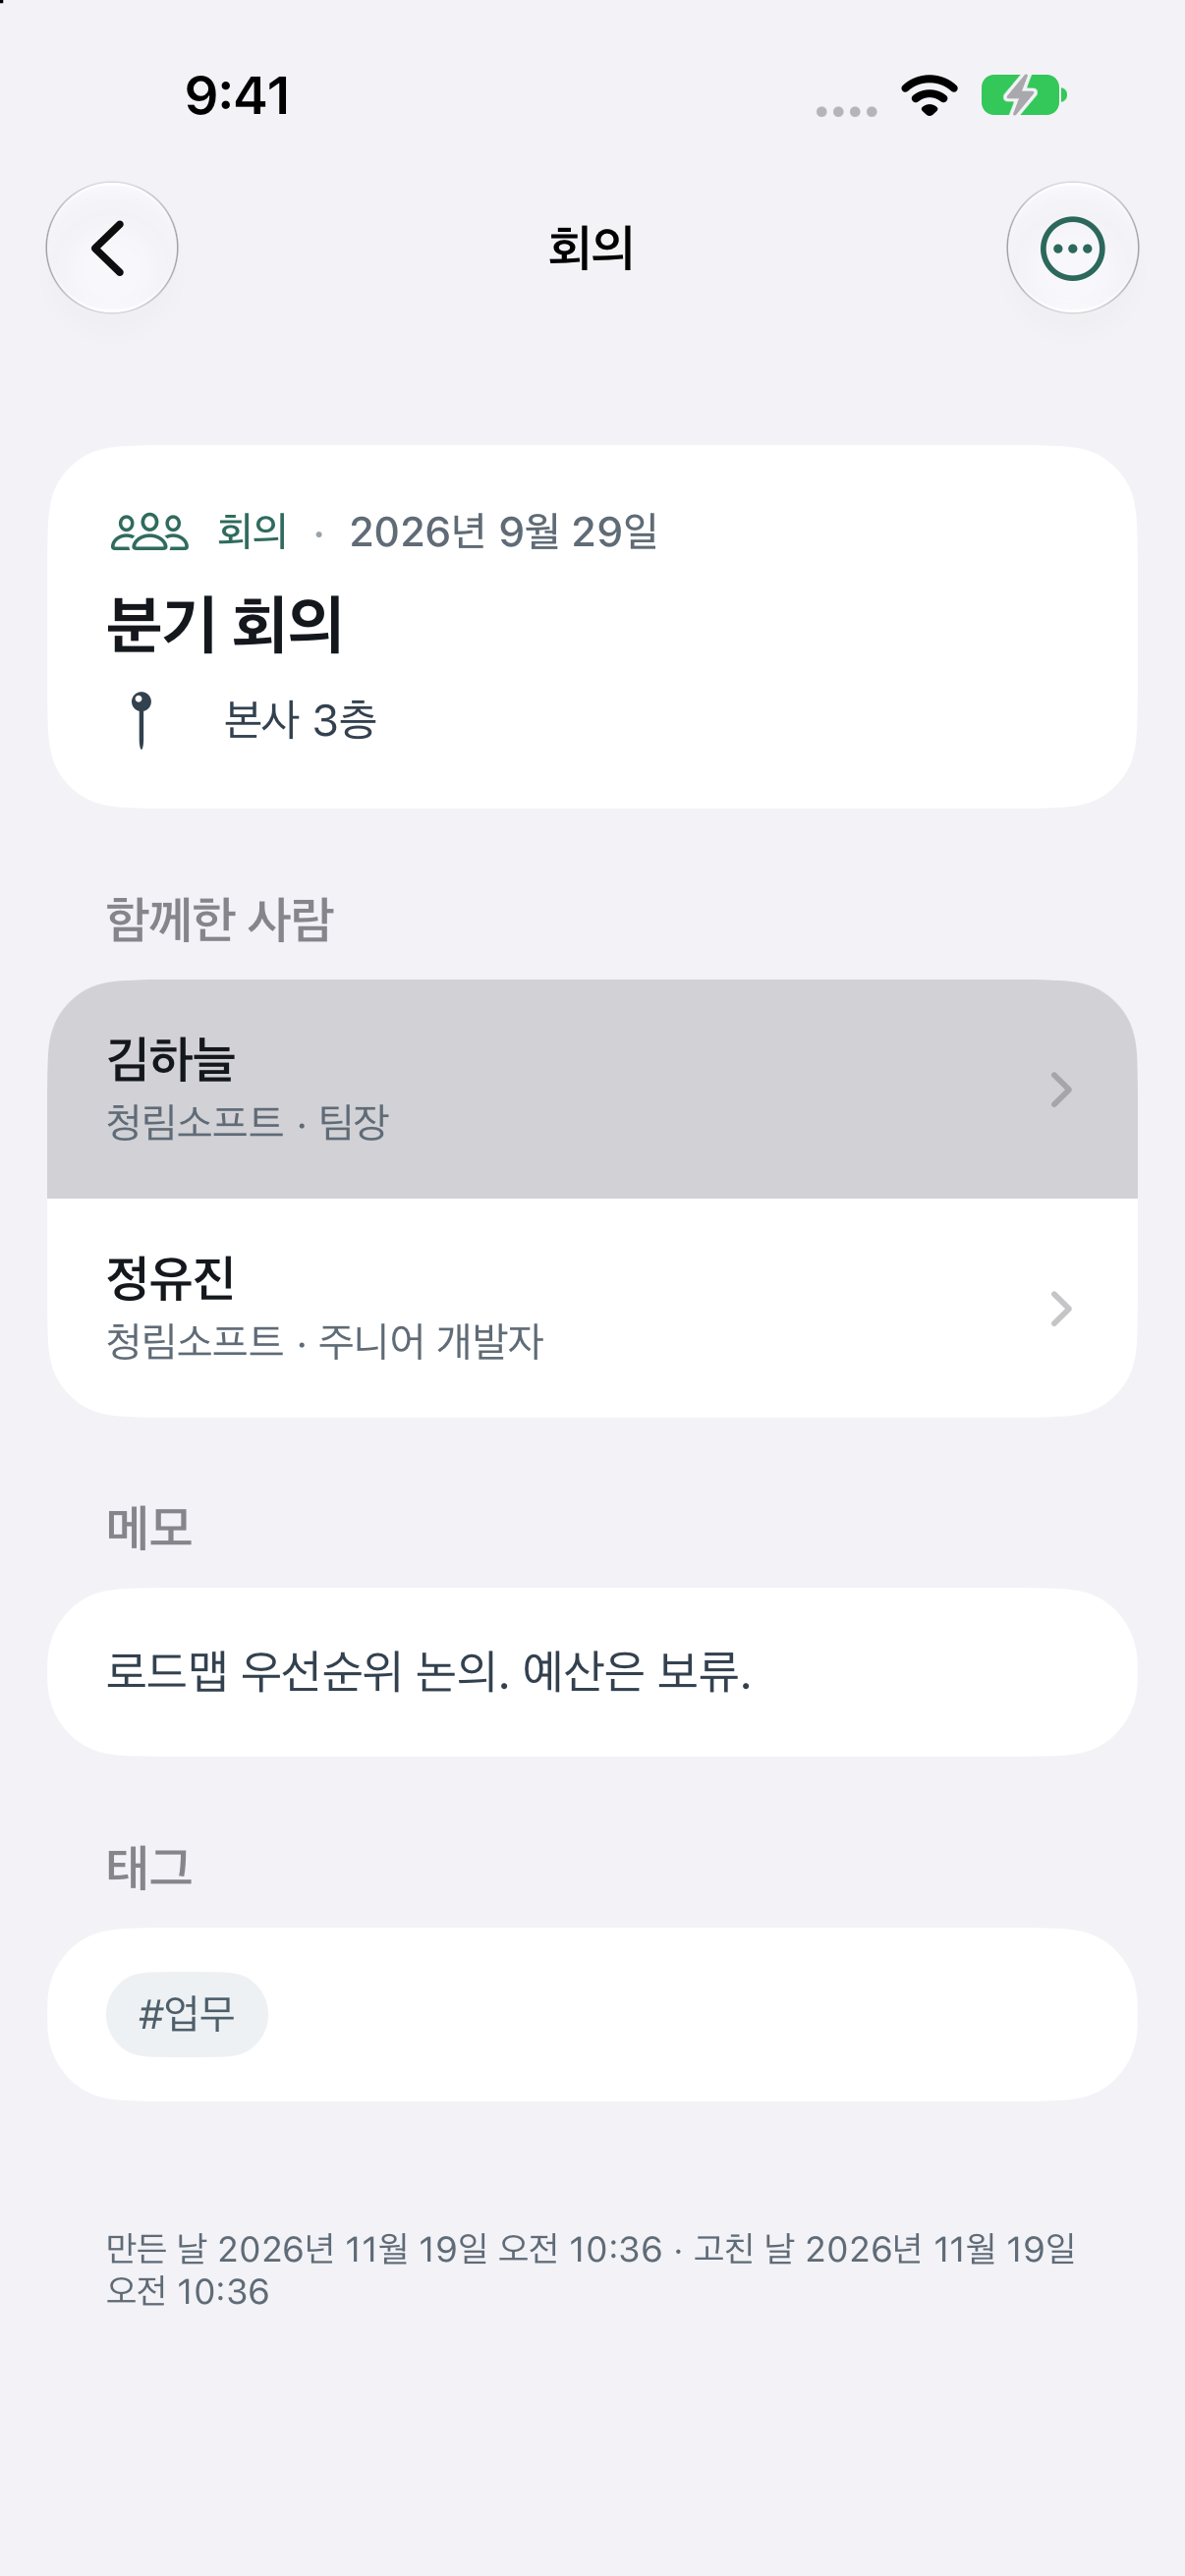 9:41
회의
회의 · 2026년 9월 29일
분기 회의
본사 3층
함께한 사람
김하늘
청림소프트 · 팀장
정유진
청림소프트 · 주니어 개발자
메모
로드맵 우선순위 논의. 예산은 보류.
태그
#업무
만든 날 2026년 11월 19일 오전 10:36 · 고친 날 2026년 11월 19일
오전 10:36